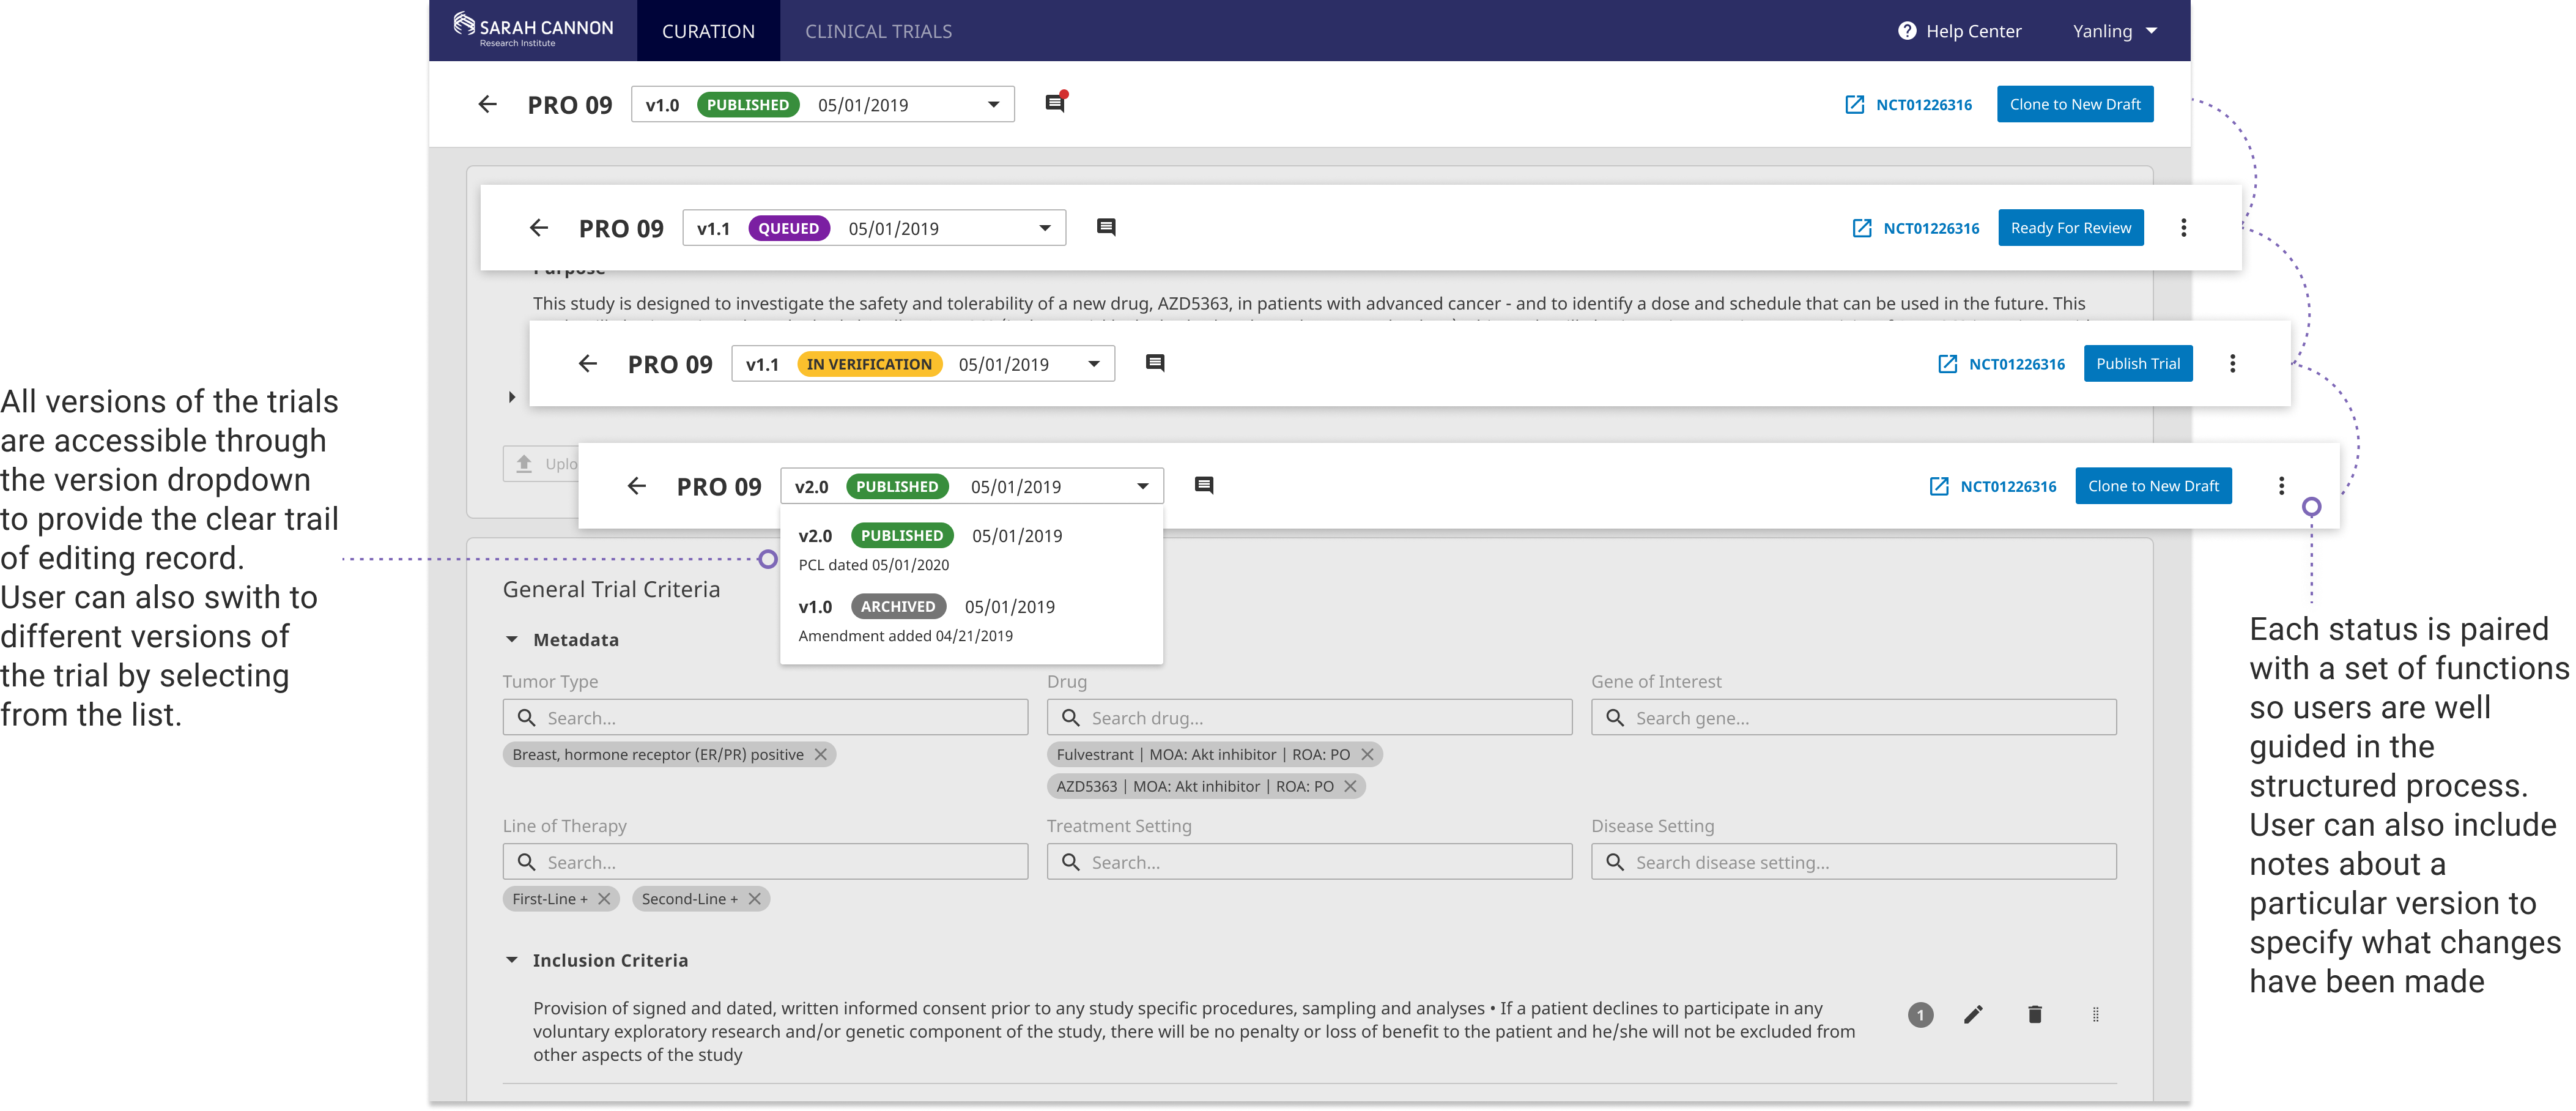 SARAH CANNON
Research Institute
CURATION
CLINICAL TRIALS
Help Center
Yanling
PRO 09
v1.0 PUBLISHED 05/01/2019
NCT01226316
Clone to New Draft
PRO 09
v1.1 QUEUED 05/01/2019
NCT01226316
Ready For Review
Purpose
This study is designed to investigate the safety and tolerability of a new drug, AZD5363, in patients with advanced cancer - and to identify a dose and schedule that can be used in the future. This
PRO 09
v1.1 IN VERIFICATION 05/01/2019
NCT01226316
Publish Trial
Uplo
PRO 09
v2.0 PUBLISHED 05/01/2019
NCT01226316
Clone to New Draft
v2.0 PUBLISHED 05/01/2019
PCL dated 05/01/2020
v1.0 ARCHIVED 05/01/2019
Amendment added 04/21/2019
All versions of the trials
are accessible through
the version dropdown
to provide the clear trail
of editing record.
User can also swith to
different versions of
the trial by selecting
from the list.
General Trial Criteria
Metadata
Tumor Type
Search...
Breast, hormone receptor (ER/PR) positive
Drug
Search drug...
Fulvestrant | MOA: Akt inhibitor | ROA: PO
AZD5363 | MOA: Akt inhibitor | ROA: PO
Gene of Interest
Search gene...
Line of Therapy
Search...
First-Line +
Second-Line +
Treatment Setting
Search...
Disease Setting
Search disease setting...
Inclusion Criteria
Provision of signed and dated, written informed consent prior to any study specific procedures, sampling and analyses • If a patient declines to participate in any
voluntary exploratory research and/or genetic component of the study, there will be no penalty or loss of benefit to the patient and he/she will not be excluded from
other aspects of the study
1
Each status is paired
with a set of functions
so users are well
guided in the
structured process.
User can also include
notes about a
particular version to
specify what changes
have been made